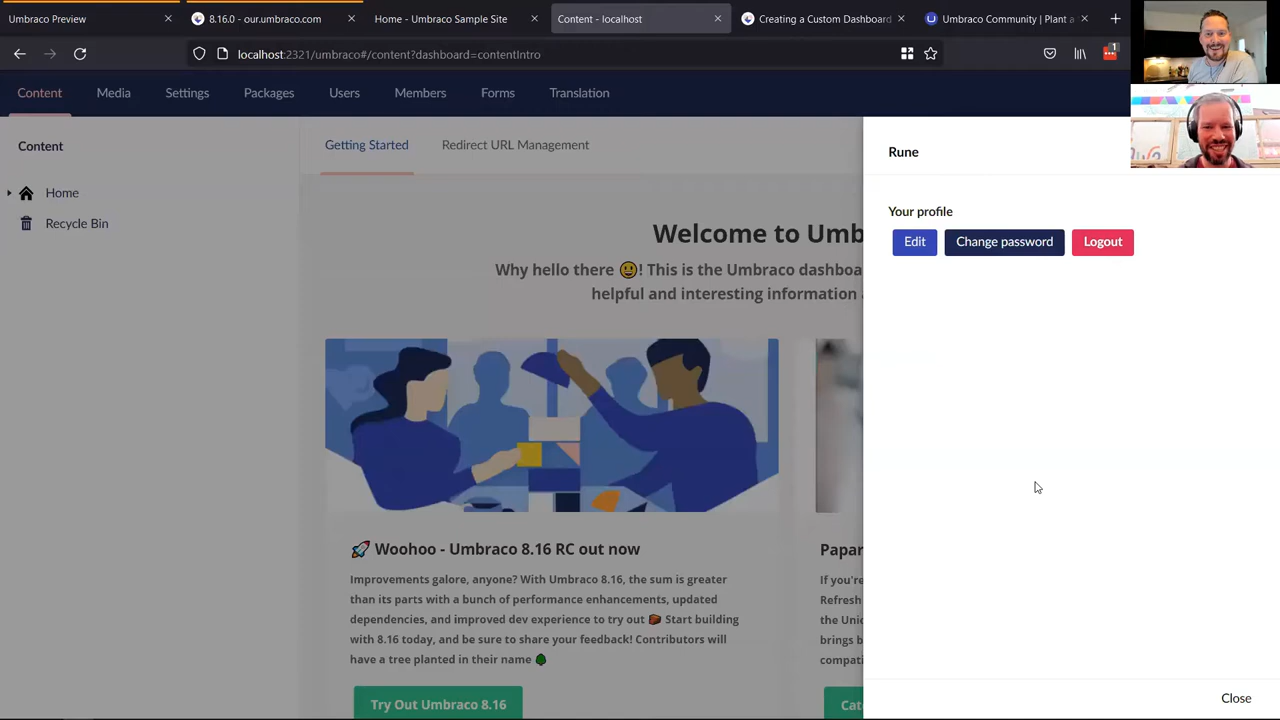 Umbraco Preview
8.16.0 - our.umbraco.com
Home - Umbraco Sample Site
Content - localhost
Creating a Custom Dashboard
Umbraco Community | Plant a
localhost:2321/umbraco#/content?dashboard=contentIntro
1
Content
Media
Settings
Packages
Users
Members
Forms
Translation
Content
Home
Recycle Bin
Getting Started
Redirect URL Management
Welcome to Umb
Why hello there 😃! This is the Umbraco dashboa
helpful and interesting information
🚀 Woohoo - Umbraco 8.16 RC out now
Improvements galore, anyone? With Umbraco 8.16, the sum is greater
than its parts with a bunch of performance enhancements, updated
dependencies, and improved dev experience to try out 🧱 Start building
with 8.16 today, and be sure to share your feedback! Contributors will
have a tree planted in their name 🌳
Try Out Umbraco 8.16
Papar
If you're
Refresh
the Unic
brings b
compati
Cat
Rune
Your profile
Edit
Change password
Logout
Close